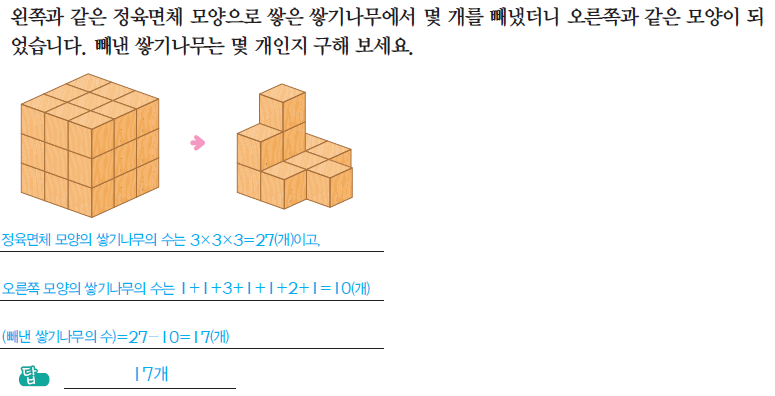 왼쪽과 같은 정육면체 모양으로 쌓은 쌓기나무에서 몇 개를 빼냈더니 오른쪽과 같은 모양이 되
었습니다. 빼낸 쌓기나무는 몇 개인지 구해 보세요.
정육면체 모양의 쌓기나무의 수는 3×3×3=27(개)이고,
오른쪽 모양의 쌓기나무의 수는 1+1+3+1+1+2+1=10(개)
(빼낸 쌓기나무의 수)=27-10=17(개)
답 17개